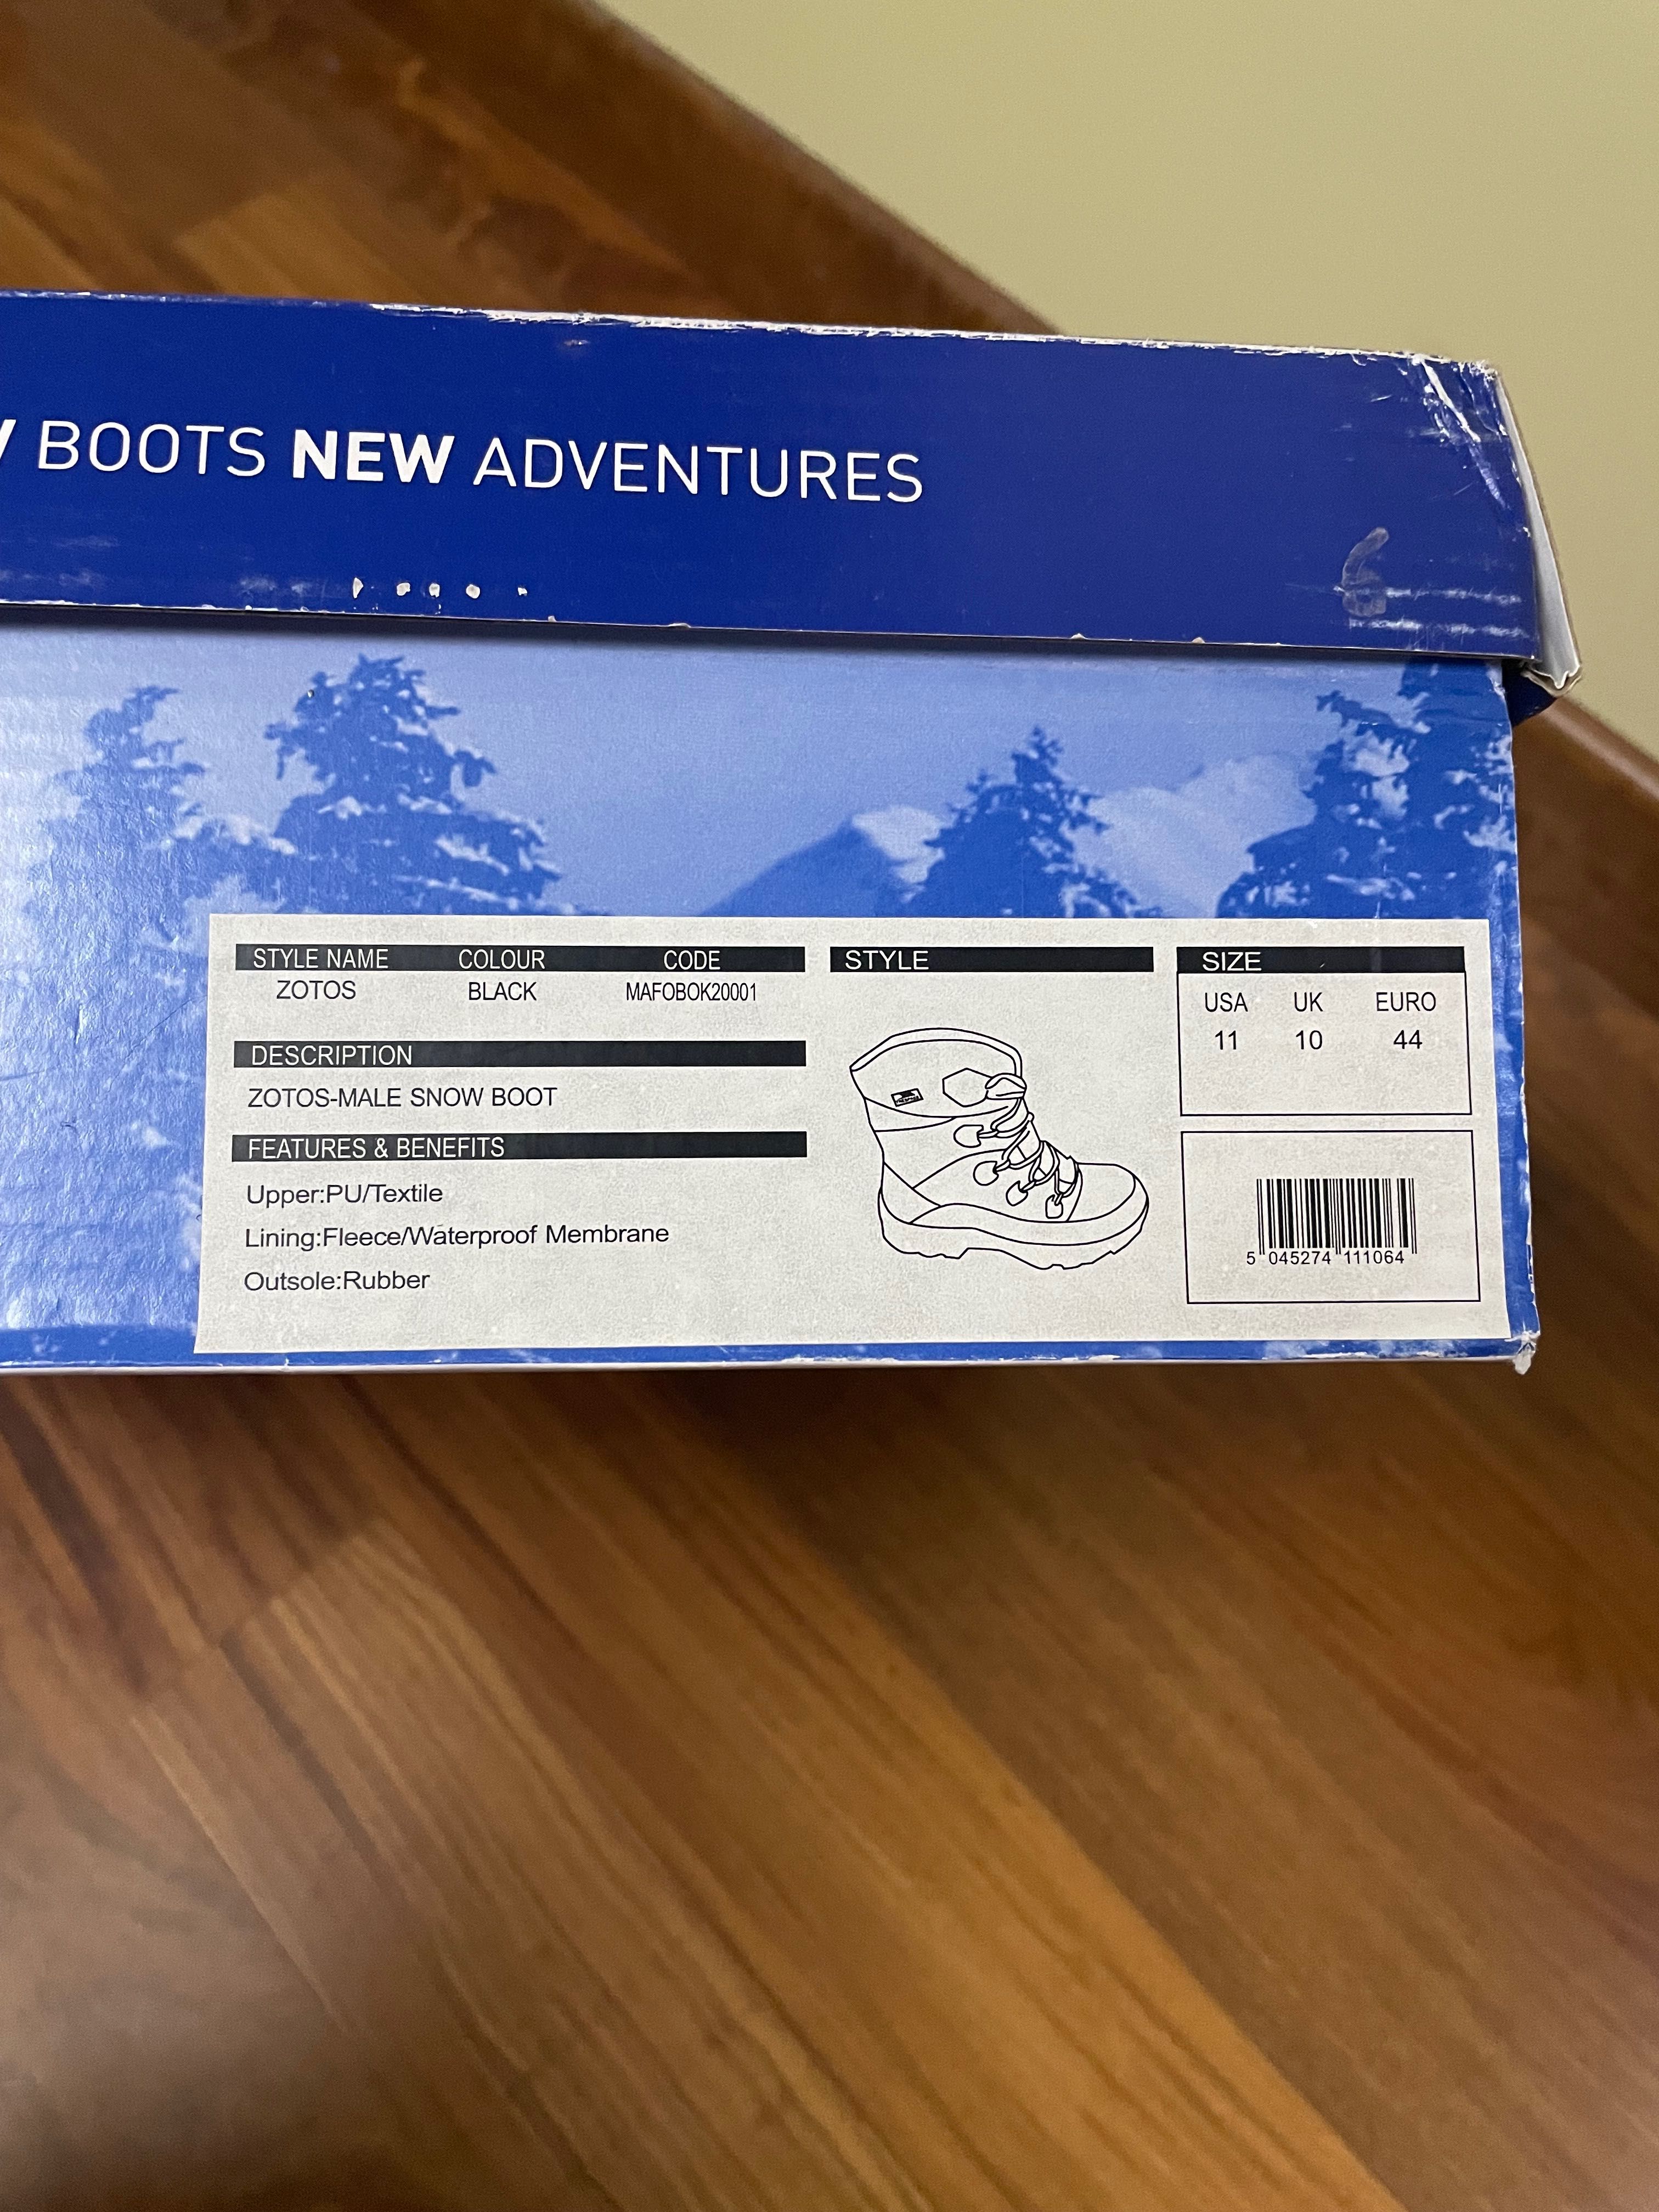 BOOTS NEW ADVENTURES
STYLE NAME COLOUR CODE
ZOTOS BLACK MAFOBOK20001
DESCRIPTION
ZOTOS-MALE SNOW BOOT
FEATURES & BENEFITS
Upper:PU/Textile
Lining:Fleece/Waterproof Membrane
Outsole:Rubber
STYLE
SIZE
USA UK EURO
11 10 44
5 045274 111064